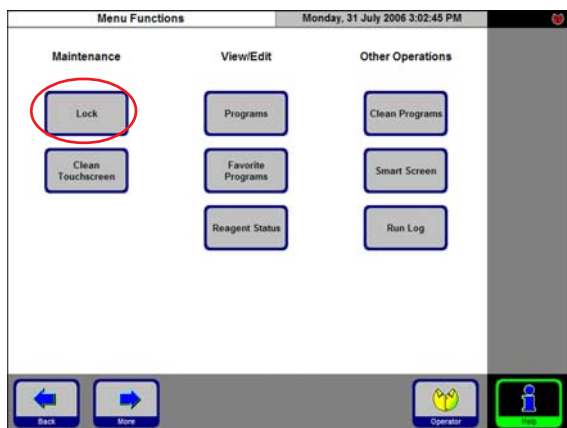 Menu Functions
Monday, 31 July 2006 3:02:45 PM
Maintenance
View/Edit
Other Operations
Lock
Programs
Clean Programs
Clean
Touchscreen
Favorite
Programs
Smart Screen
Reagent Status
Run Log
Back
More
Operator
Help